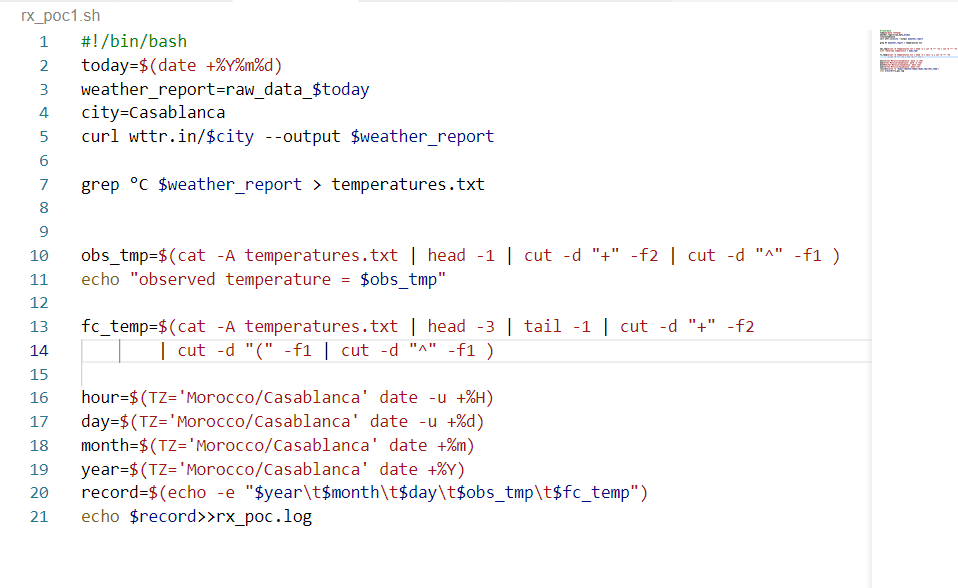 rx_poc1.sh
1 #!/bin/bash
2 today=$(date +%Y%m%d)
3 weather_report=raw_data_$today
4 city=Casablanca
5 curl wttr.in/$city --output $weather_report
6
7 grep °C $weather_report > temperatures.txt
8
9
10 obs_tmp=$(cat -A temperatures.txt | head -1 | cut -d "+" -f2 | cut -d "^" -f1 )
11 echo "observed temperature = $obs_tmp"
12
13 fc_temp=$(cat -A temperatures.txt | head -3 | tail -1 | cut -d "+" -f2
14 | cut -d "(" -f1 | cut -d "^" -f1 )
15
16 hour=$(TZ='Morocco/Casablanca' date -u +%H)
17 day=$(TZ='Morocco/Casablanca' date -u +%d)
18 month=$(TZ='Morocco/Casablanca' date +%m)
19 year=$(TZ='Morocco/Casablanca' date +%Y)
20 record=$(echo -e "$year\t$month\t$day\t$obs_tmp\t$fc_temp")
21 echo $record>>rx_poc.log